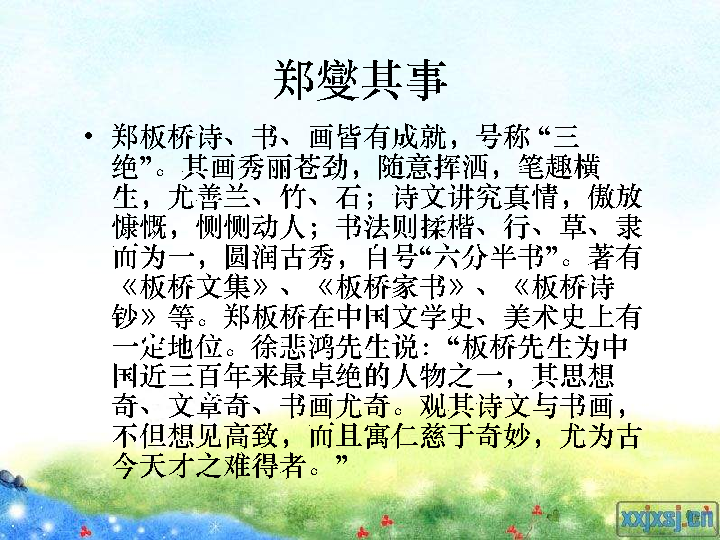 郑燮其事
• 郑板桥诗、书、画皆有成就，号称“三
绝”。其画秀丽苍劲，随意挥洒，笔趣横
生，尤善兰、竹、石；诗文讲究真情，傲放
慷慨，恻恻动人；书法则揉楷、行、草、隶
而为一，圆润古秀，自号“六分半书”。著有
《板桥文集》、《板桥家书》、《板桥诗
钞》等。郑板桥在中国文学史、美术史上有
一定地位。徐悲鸿先生说：“板桥先生为中
国近三百年来最卓绝的人物之一，其思想
奇、文章奇、书画尤奇。观其诗文与书画，
不但想见高致，而且寓仁慈于奇妙，尤为古
今天才之难得者。”
xxjxsj.cn